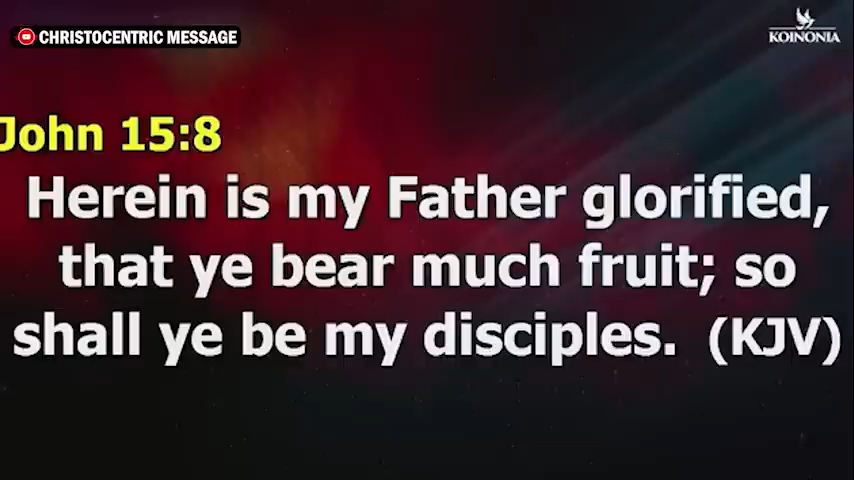 CHRISTOCENTRIC MESSAGE
KOINONIA
John 15:8
Herein is my Father glorified,
that ye bear much fruit; so
shall ye be my disciples. (KJV)